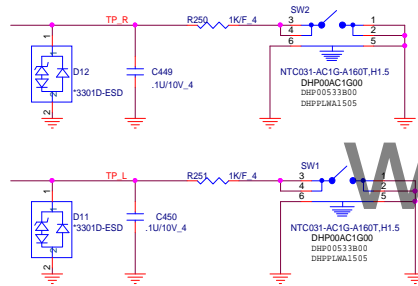 SW2
TP_R R250 1K/F_4 3 1
4 2
6 5
1
D12 C449 NTC031-AC1G-A160T,H1.5
*3301D-ESD .1U/10V_4 DHP00AC1G00
DHP00533B00
2 DHPPLWA1505
SW1
TP_L R251 1K/F_4 3 1
4 2
6 5
1 W
D11 C450 NTC031-AC1G-A160T,H1.5
*3301D-ESD .1U/10V_4 DHP00AC1G00
DHP00533B00
2 DHPPLWA1505